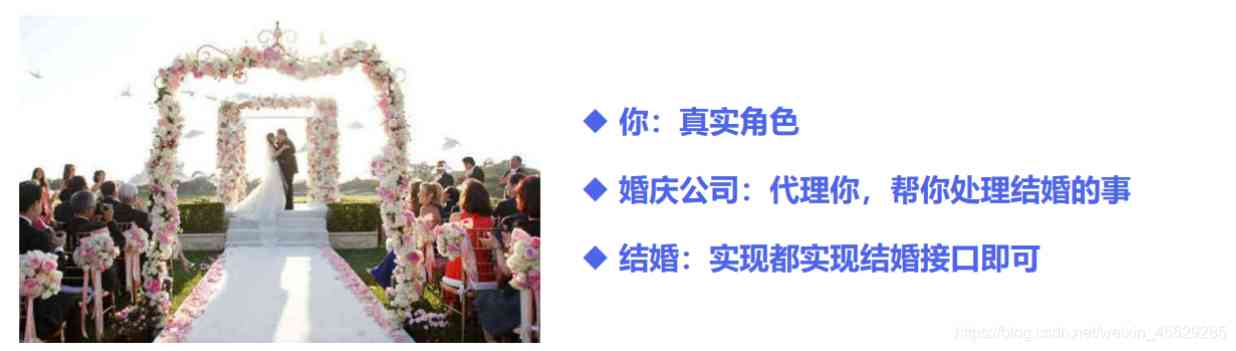 ◆ 你：真实角色
◆ 婚庆公司：代理你，帮你处理结婚的事
◆ 结婚：实现都实现结婚接口即可
https://blog.csdn.net/weixin_46829285